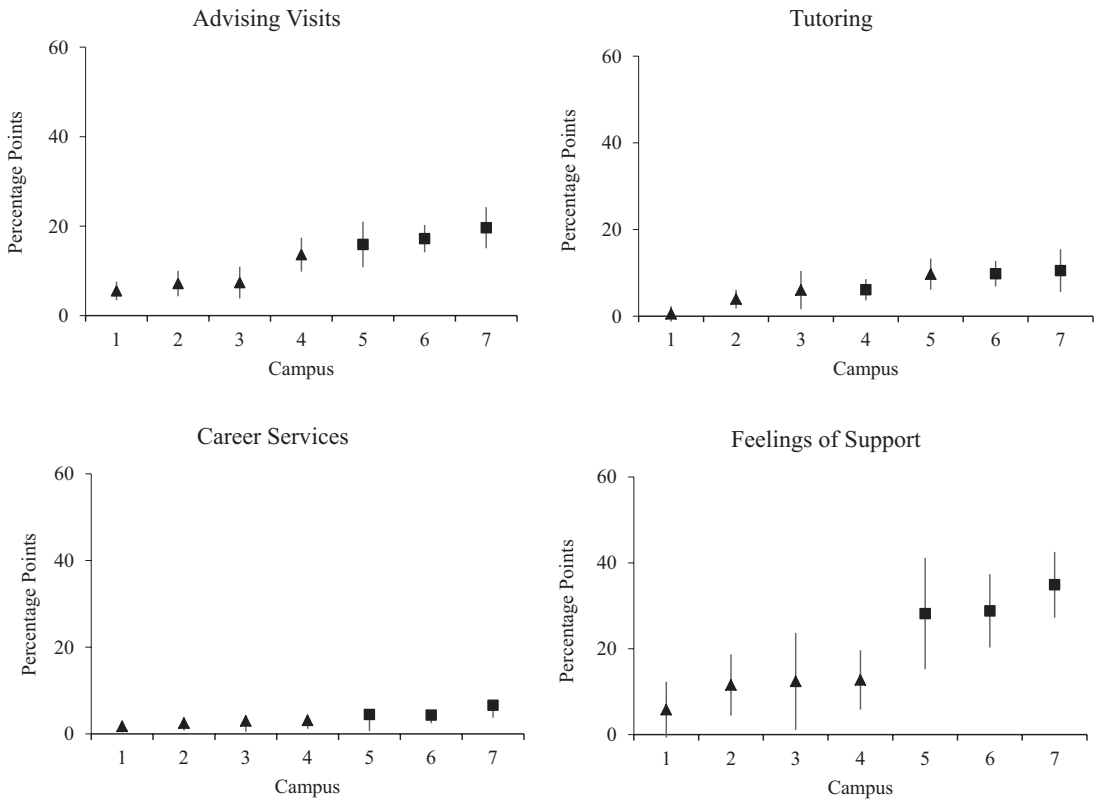 Advising Visits
60
40
20
0
Percentage Points
1 2 3 4 5 6 7
Campus
Tutoring
60
40
20
0
Percentage Points
1 2 3 4 5 6 7
Campus
Career Services
60
40
20
0
Percentage Points
1 2 3 4 5 6 7
Campus
Feelings of Support
60
40
20
0
Percentage Points
1 2 3 4 5 6 7
Campus